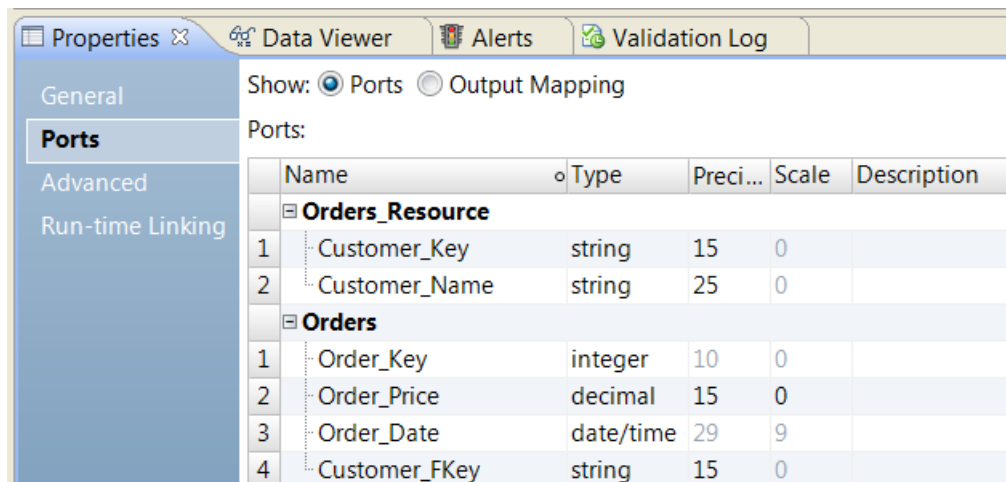 Properties Data Viewer Alerts Validation Log
General
Ports
Advanced
Run-time Linking
Show: Ports Output Mapping
Ports:
Name Type Preci... Scale Description
Orders_Resource
1 Customer_Key string 15 0
2 Customer_Name string 25 0
Orders
1 Order_Key integer 10 0
2 Order_Price decimal 15 0
3 Order_Date date/time 29 9
4 Customer_FKey string 15 0